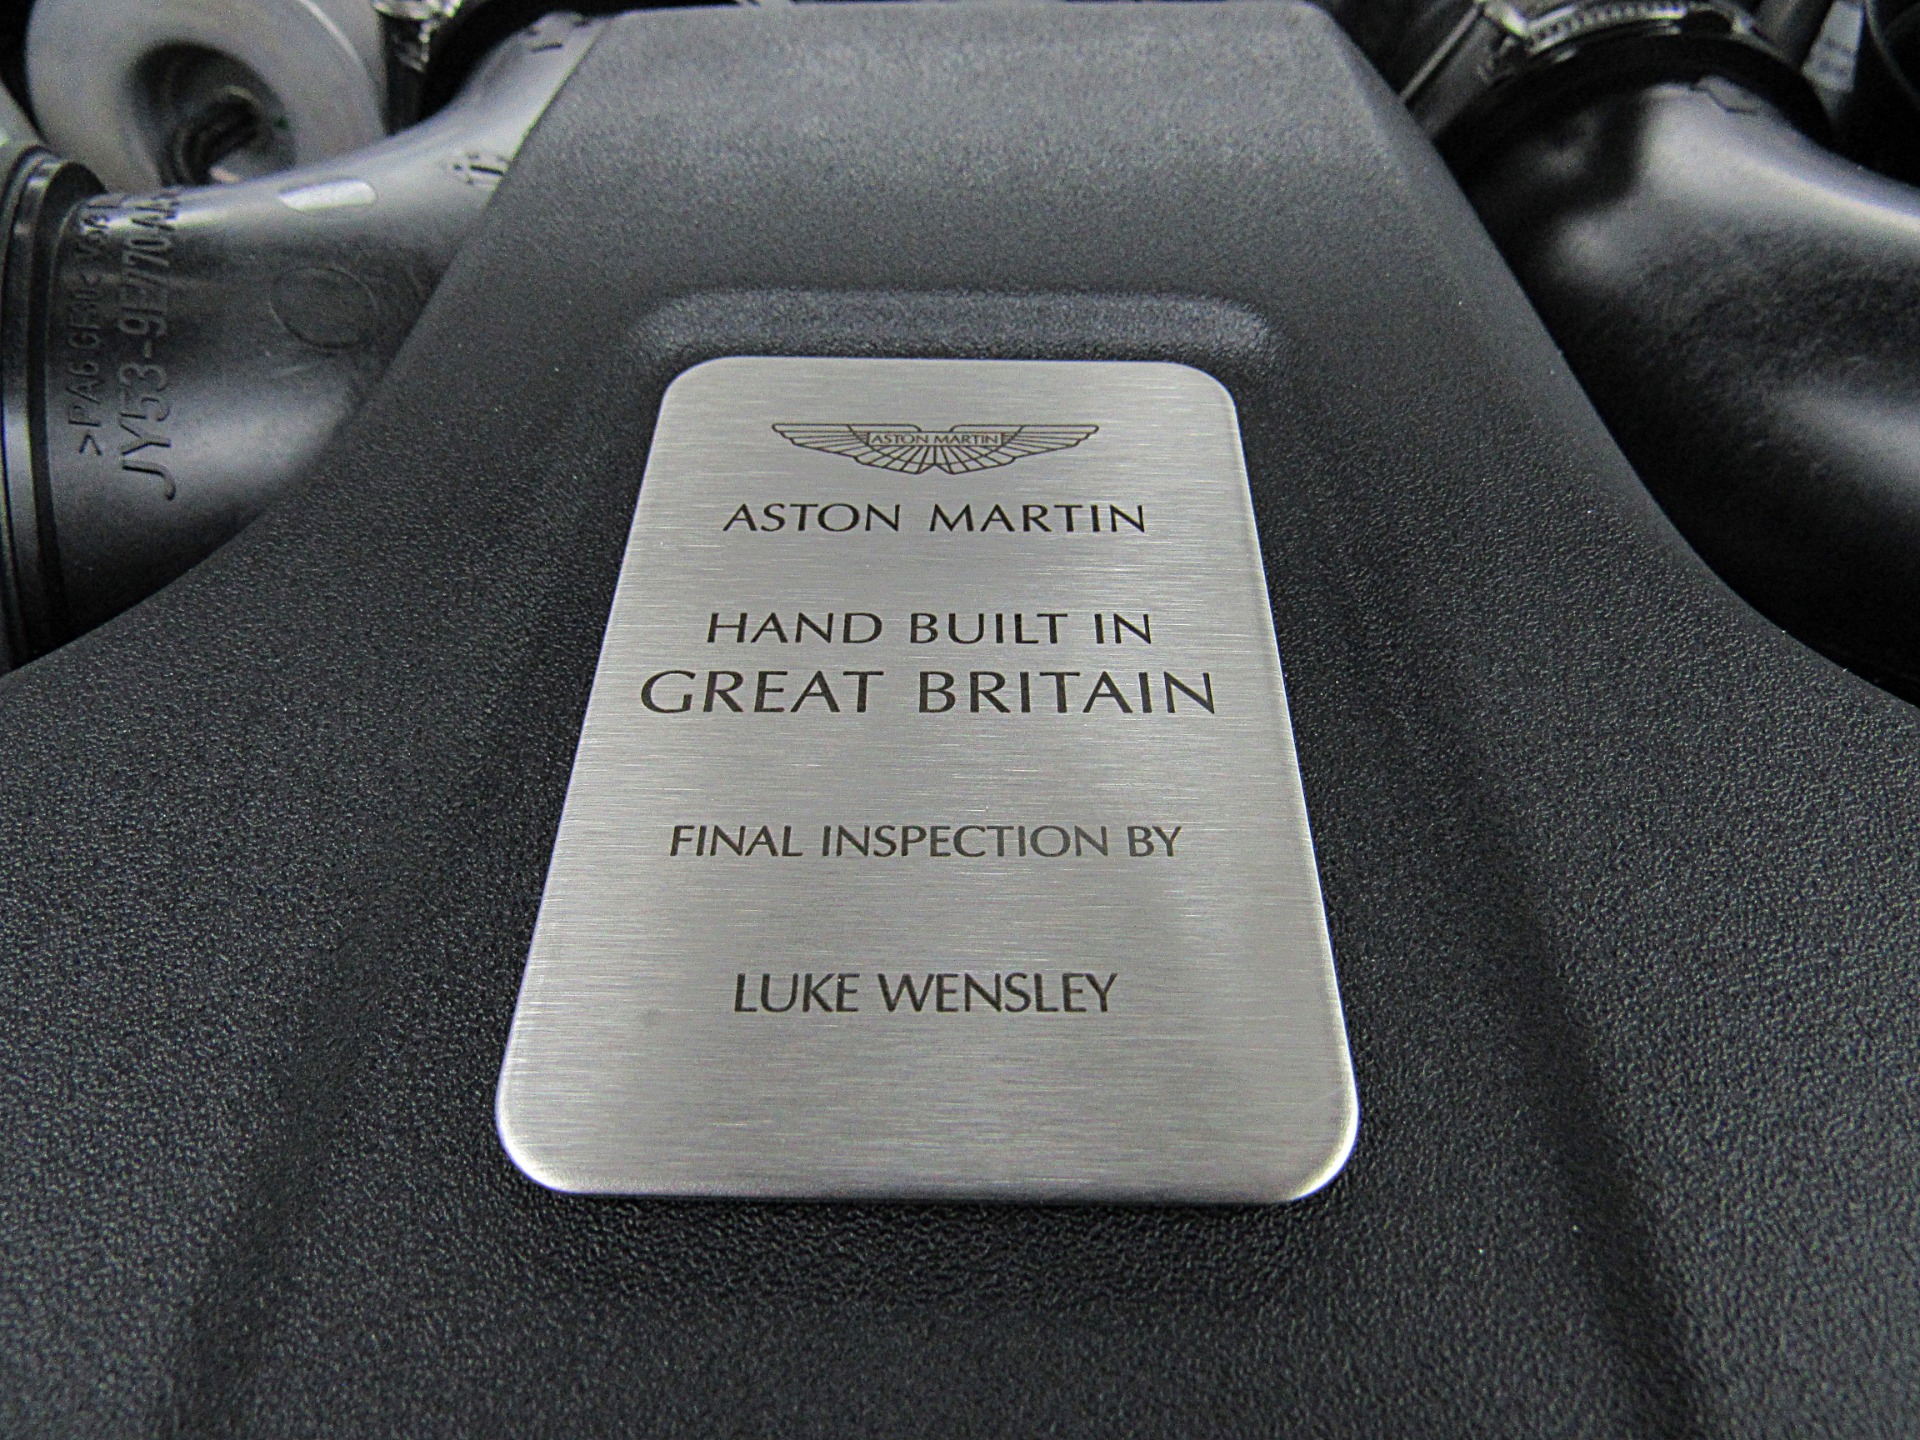 ASTON MARTIN
ASTON MARTIN
HAND BUILT IN
GREAT BRITAIN
FINAL INSPECTION BY
LUKE WENSLEY